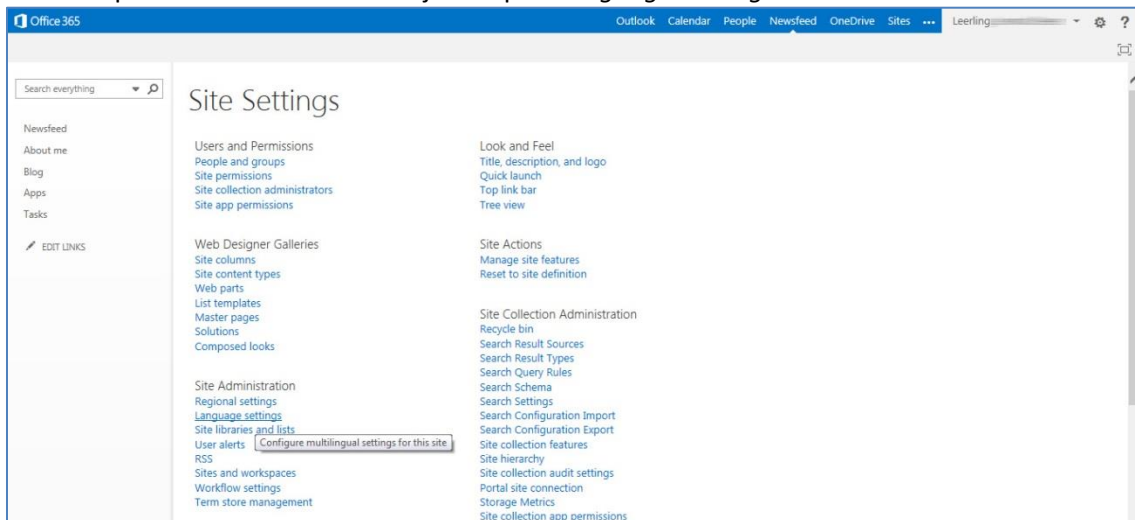 Office 365
Outlook Calendar People Newsfeed OneDrive Sites ••• Leerling ?
Search everything
Newsfeed
About me
Blog
Apps
Tasks
EDIT LINKS
Site Settings
Users and Permissions
People and groups
Site permissions
Site collection administrators
Site app permissions
Web Designer Galleries
Site columns
Site content types
Web parts
List templates
Master pages
Solutions
Composed looks
Site Administration
Regional settings
Language settings
Site libraries and lists
User alerts
Configure multilingual settings for this site
RSS
Sites and workspaces
Workflow settings
Term store management
Look and Feel
Title, description, and logo
Quick launch
Top link bar
Tree view
Site Actions
Manage site features
Reset to site definition
Site Collection Administration
Recycle bin
Search Result Sources
Search Result Types
Search Query Rules
Search Schema
Search Settings
Search Configuration Import
Search Configuration Export
Site collection features
Site hierarchy
Site collection audit settings
Portal site connection
Storage Metrics
Site collection app permissions